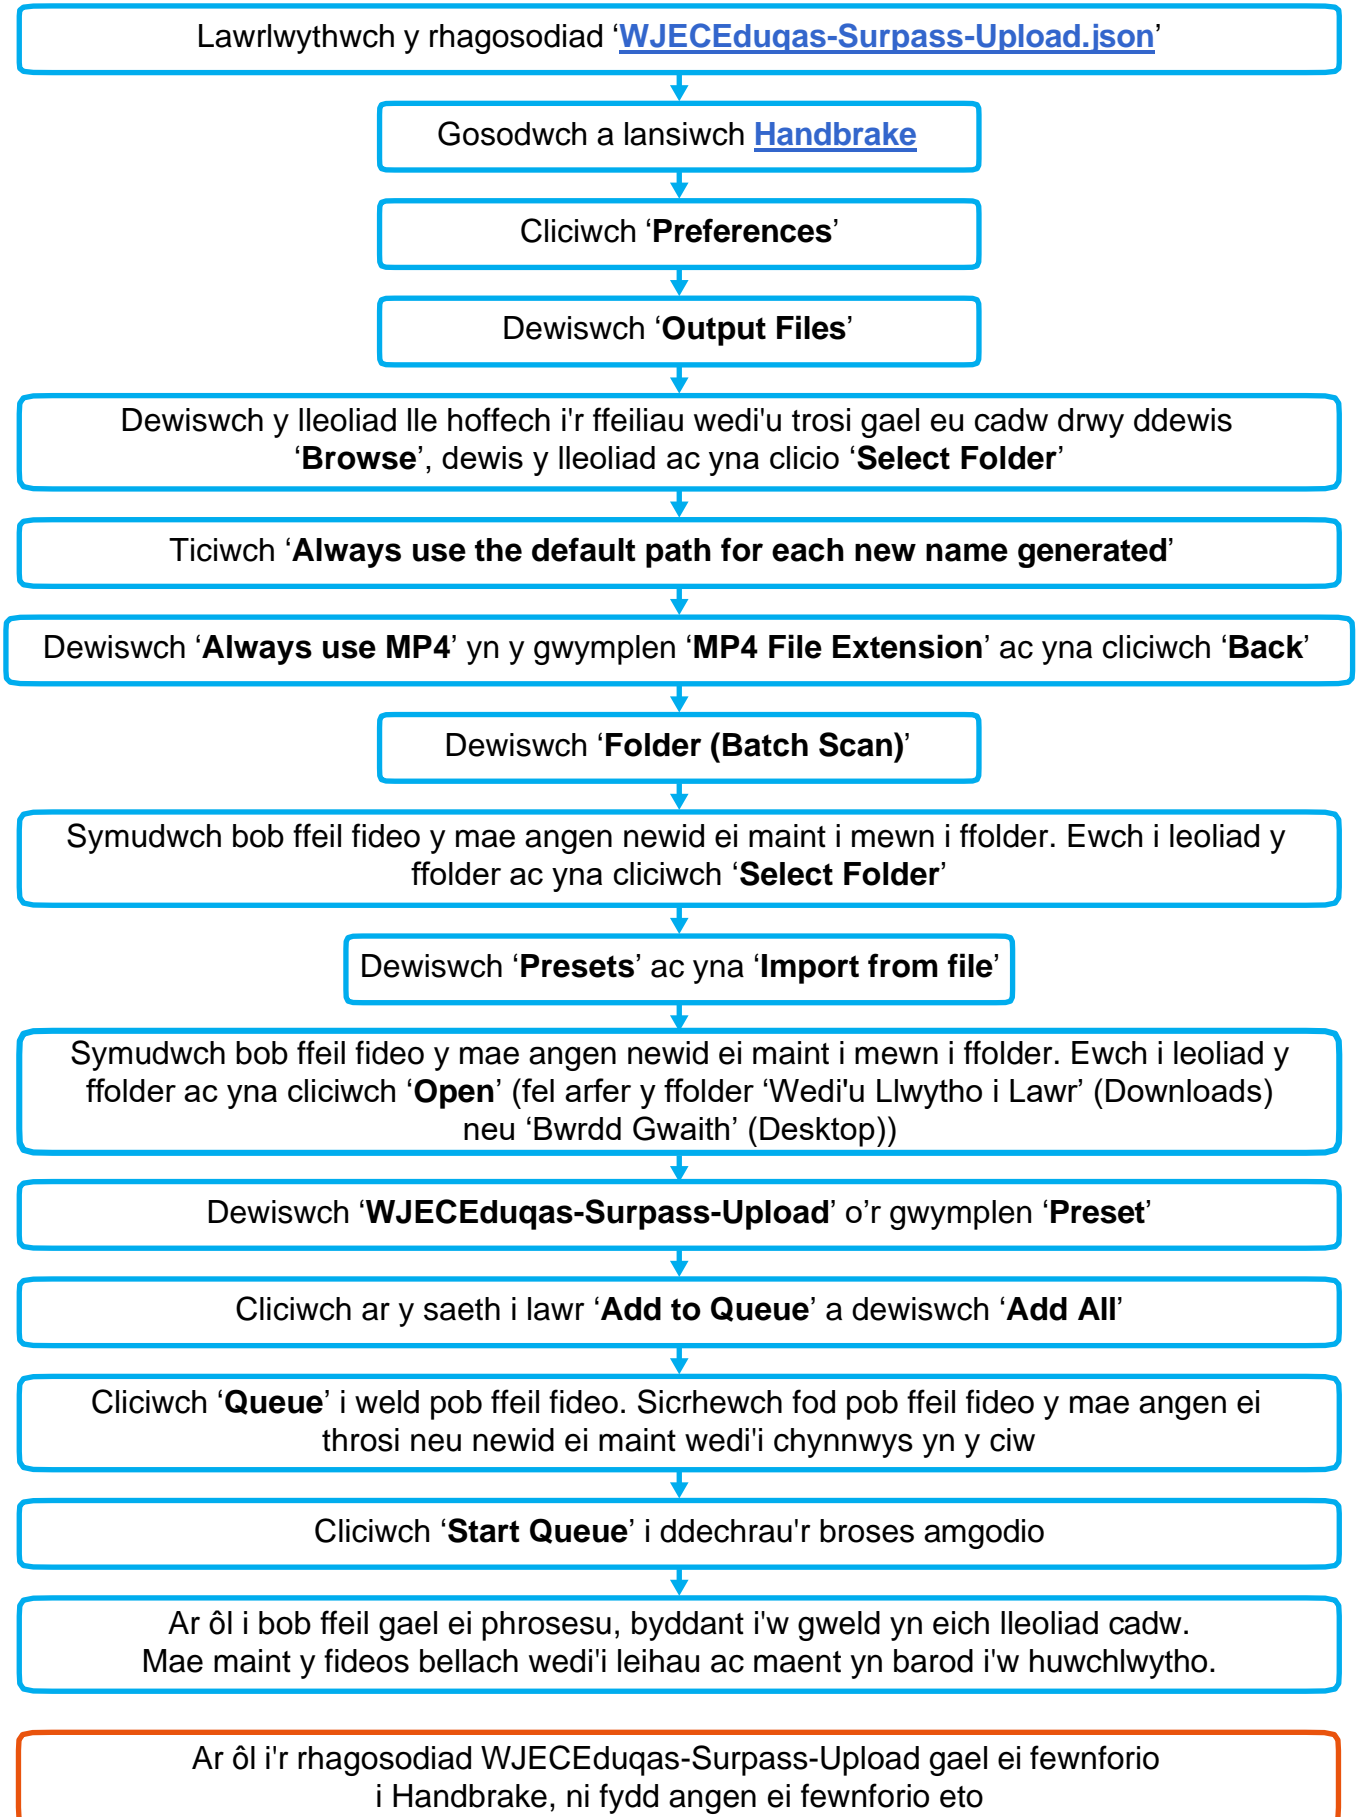 Lawrlwythwch y rhagosodiad ‘WJECEduqas-Surpass-Upload.json’
Gosodwch a lansiwch Handbrake
Cliciwch ‘Preferences’
Dewiswch ‘Output Files’
Dewiswch y lleoliad lle hoffech i'r ffeiliau wedi'u trosi gael eu cadw drwy ddewis
‘Browse’, dewis y lleoliad ac yna clicio ‘Select Folder’
Ticiwch ‘Always use the default path for each new name generated’
Dewiswch ‘Always use MP4’ yn y gwymplen ‘MP4 File Extension’ ac yna cliciwch ‘Back’
Dewiswch ‘Folder (Batch Scan)’
Symudwch bob ffeil fideo y mae angen newid ei maint i mewn i ffolder. Ewch i leoliad y
ffolder ac yna cliciwch ‘Select Folder’
Dewiswch ‘Presets’ ac yna ‘Import from file’
Symudwch bob ffeil fideo y mae angen newid ei maint i mewn i ffolder. Ewch i leoliad y
ffolder ac yna cliciwch ‘Open’ (fel arfer y ffolder ‘Wedi'u Llwytho i Lawr’ (Downloads)
neu ‘Bwrdd Gwaith’ (Desktop))
Dewiswch ‘WJECEduqas-Surpass-Upload’ o’r gwymplen ‘Preset’
Cliciwch ar y saeth i lawr ‘Add to Queue’ a dewiswch ‘Add All’
Cliciwch ‘Queue’ i weld pob ffeil fideo. Sicrhewch fod pob ffeil fideo y mae angen ei
throsi neu newid ei maint wedi'i chynnwys yn y ciw
Cliciwch ‘Start Queue’ i ddechrau'r broses amgodio
Ar ôl i bob ffeil gael ei phrosesu, byddant i'w gweld yn eich lleoliad cadw.
Mae maint y fideos bellach wedi'i leihau ac maent yn barod i'w huwchlwytho.
Ar ôl i'r rhagosodiad WJECEduqas-Surpass-Upload gael ei fewnforio
i Handbrake, ni fydd angen ei fewnforio eto